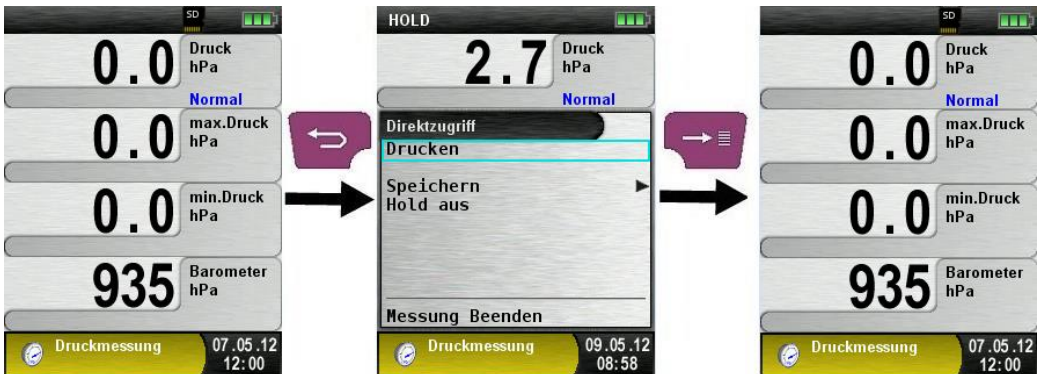 SD
0.0 Druck
hPa
Normal
0.0 max.Druck
hPa
0.0 min.Druck
hPa
935 Barometer
hPa
Druckmessung 07.05.12
12:00
HOLD
2.7 Druck
hPa
Normal
Direktzugriff
Drucken
Speichern
Hold aus
Messung Beenden
Druckmessung 09.05.12
08:58
SD
0.0 Druck
hPa
Normal
0.0 max.Druck
hPa
0.0 min.Druck
hPa
935 Barometer
hPa
Druckmessung 07.05.12
12:00